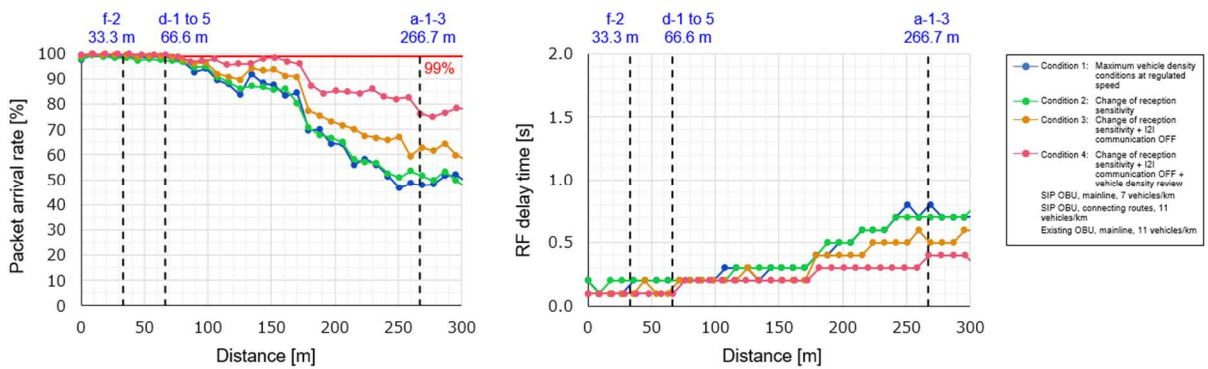 f-2
33.3 m
d-1 to 5
66.6 m
a-1-3
266.7 m
Packet arrival rate [%]
100
90
80
70
60
50
40
30
20
10
0
99%
0
50
100
150
200
250
300
Distance [m]
f-2
33.3 m
d-1 to 5
66.6 m
a-1-3
266.7 m
RF delay time [s]
2.0
1.5
1.0
0.5
0.0
0
50
100
150
200
250
300
Distance [m]
Condition 1: Maximum vehicle density
conditions at regulated
speed
Condition 2: Change of reception
sensitivity
Condition 3: Change of reception
sensitivity + I2I
communication OFF
Condition 4: Change of reception
sensitivity + I2I
communication OFF +
vehicle density review
SIP OBU, mainline, 7 vehicles/km
SIP OBU, connecting routes, 11
vehicles/km
Existing OBU, mainline, 11 vehicles/km